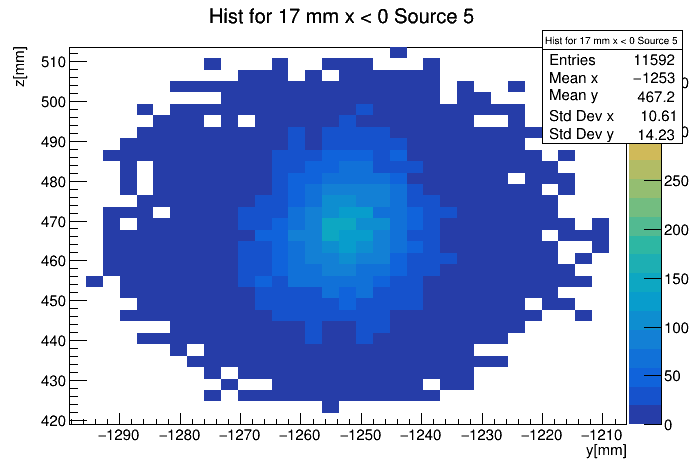 Hist for 17 mm x < 0 Source 5
Hist for 17 mm x < 0 Source 5
Entries 11592
Mean x −1253
Mean y 467.2
Std Dev x 10.61
Std Dev y 14.23
z[mm]
510
500
490
480
470
460
450
440
430
420
−1290 −1280 −1270 −1260 −1250 −1240 −1230 −1220 −1210
y[mm]
250
200
150
100
50
0